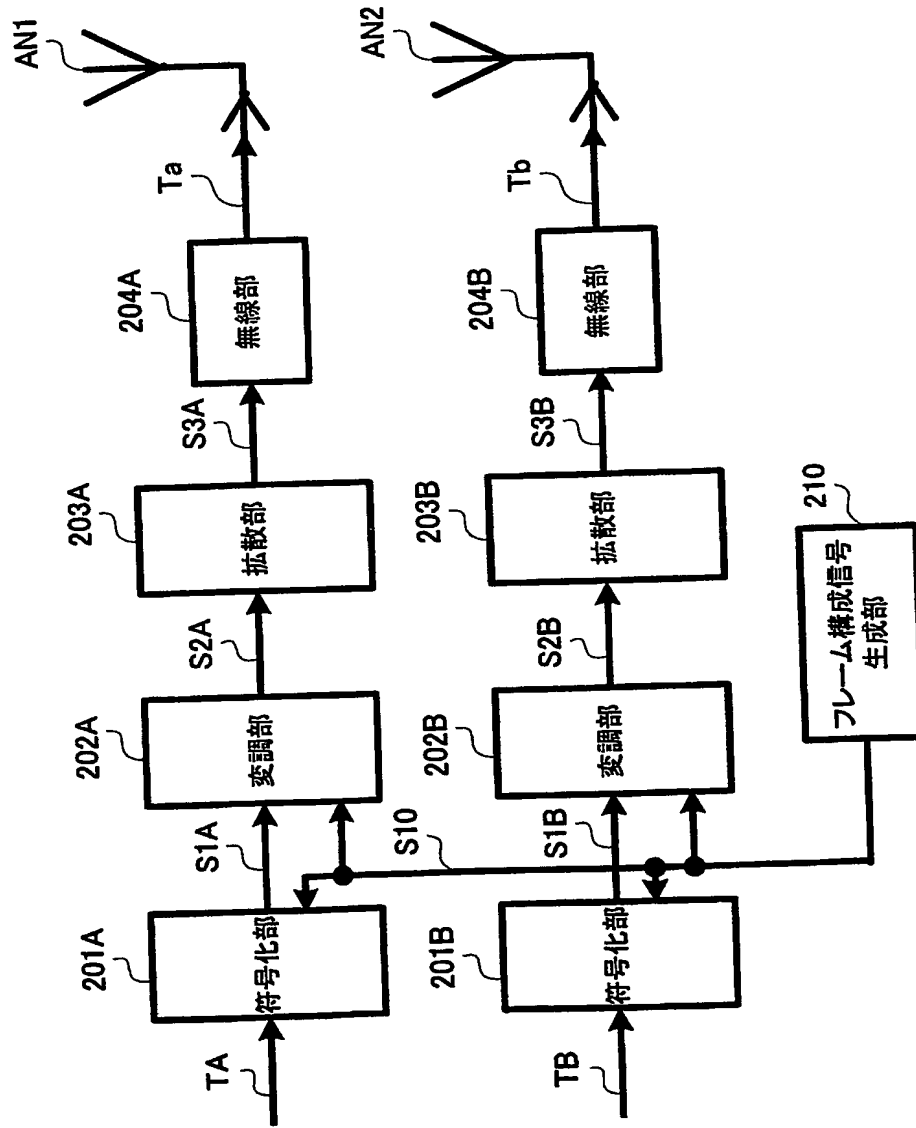 TA
201A
符号化部
S1A
202A
変調部
S2A
203A
拡散部
S3A
204A
無線部
Ta
AN1
TB
201B
符号化部
S1B
S10
202B
変調部
S2B
203B
拡散部
S3B
204B
無線部
Tb
AN2
210
フレーム構成信号
生成部